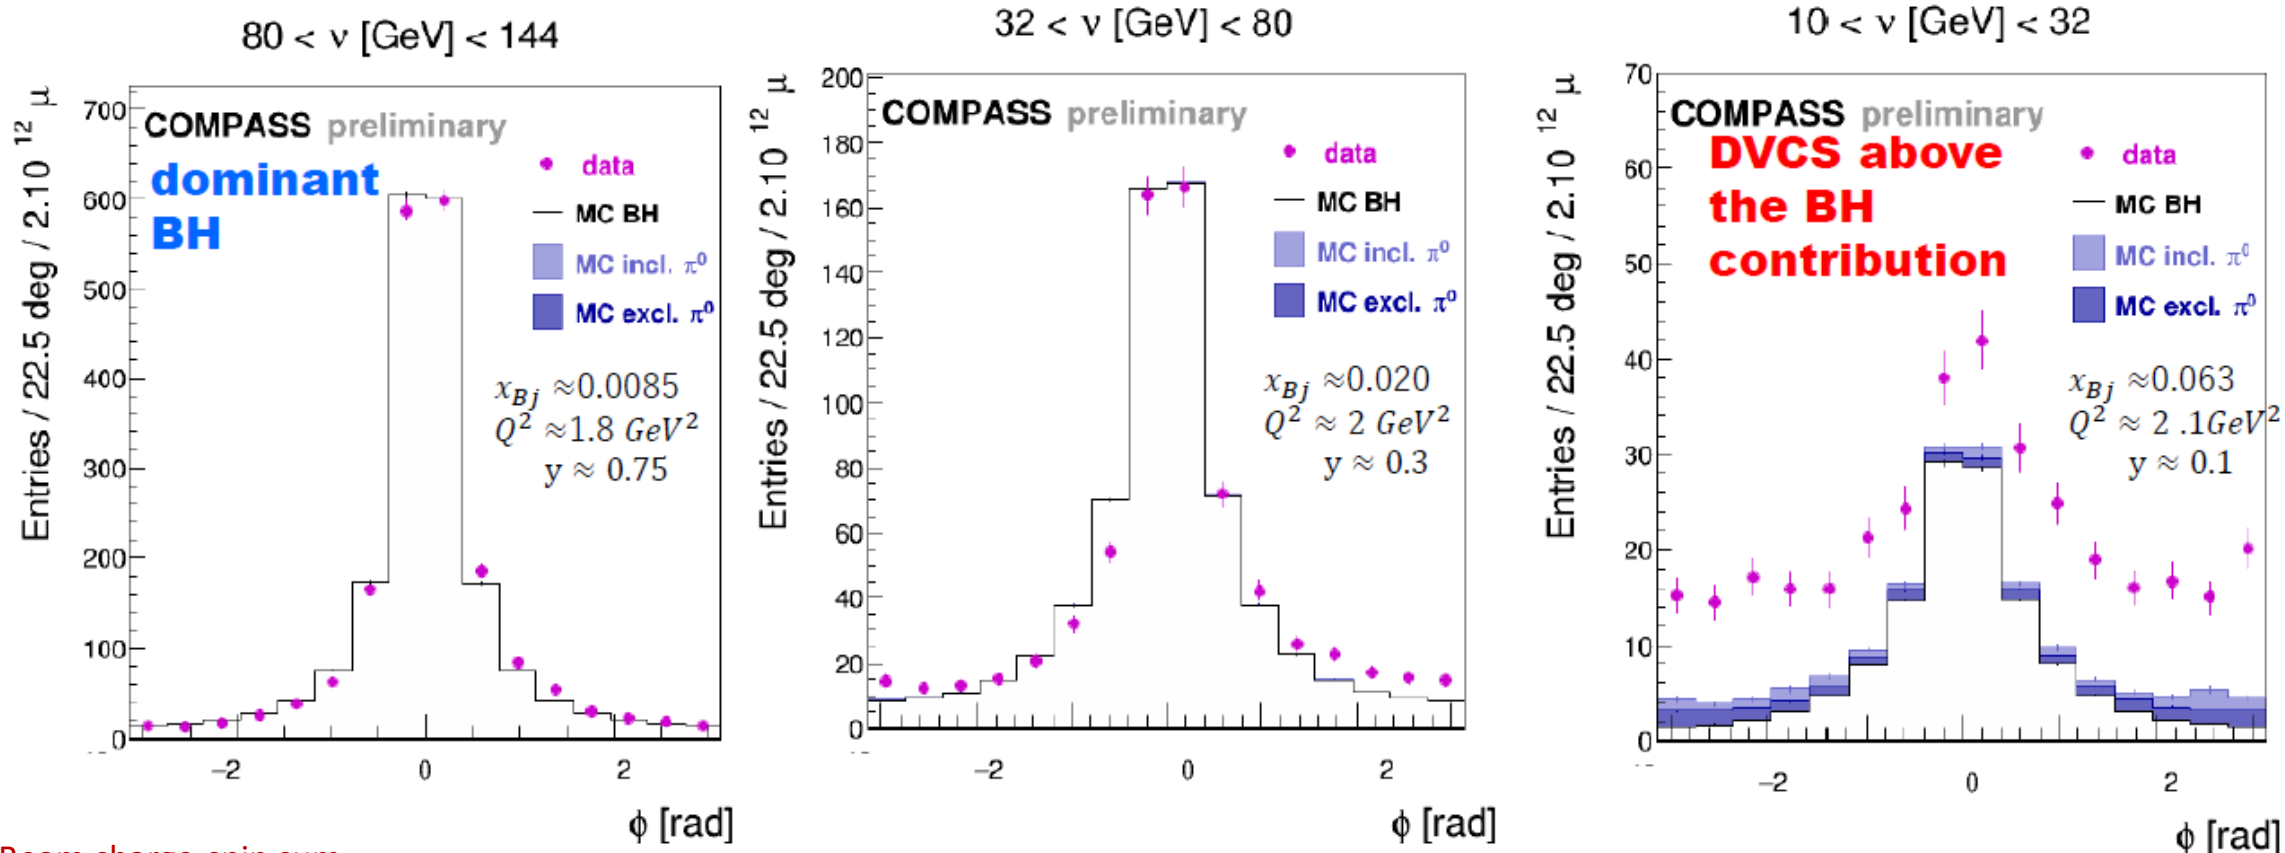 80 < ν [GeV] < 144
Entries / 22.5 deg / 2.10 ¹² μ
COMPASS preliminary
dominant
BH
data
MC BH
MC incl. π⁰
MC excl. π⁰
x_Bj ≈0.0085
Q² ≈1.8 GeV²
y ≈ 0.75
700
600
500
400
300
200
100
0
−2 0 2
ϕ [rad]
32 < ν [GeV] < 80
Entries / 22.5 deg / 2.10 ¹² μ
COMPASS preliminary
data
MC BH
MC incl. π⁰
MC excl. π⁰
x_Bj ≈0.020
Q² ≈ 2 GeV²
y ≈ 0.3
200
180
160
140
120
100
80
60
40
20
0
−2 0 2
ϕ [rad]
10 < ν [GeV] < 32
Entries / 22.5 deg / 2.10 ¹² μ
COMPASS preliminary
DVCS above
the BH
contribution
data
MC BH
MC incl. π⁰
MC excl. π⁰
x_Bj ≈0.063
Q² ≈ 2 .1GeV²
y ≈ 0.1
70
60
50
40
30
20
10
0
−2 0 2
ϕ [rad]